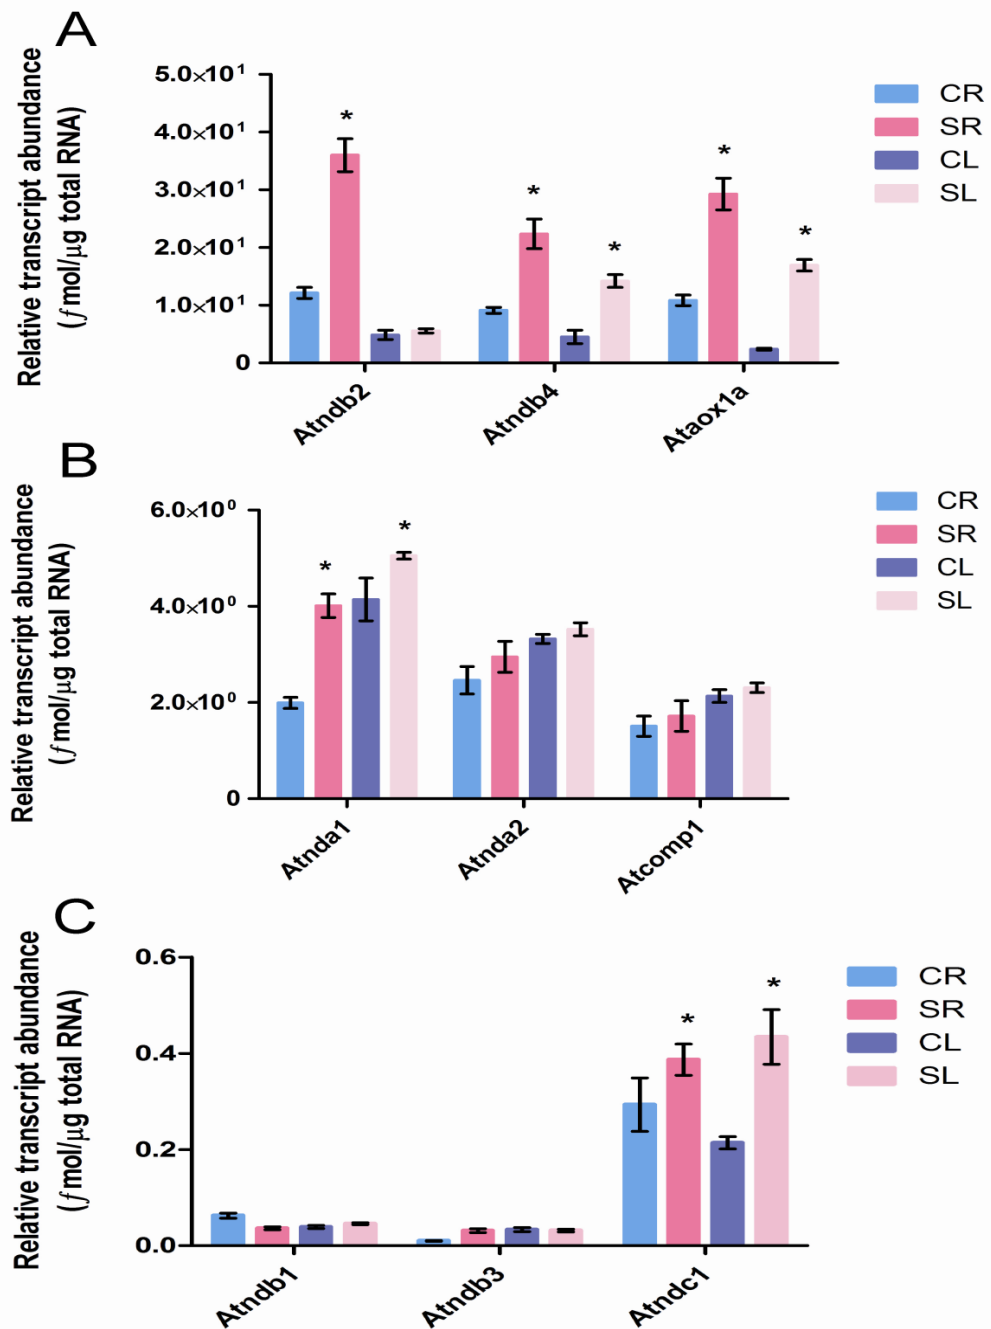 A
Relative transcript abundance
(fmol/μg total RNA)
5.0×10¹
4.0×10¹
3.0×10¹
2.0×10¹
1.0×10¹
0
*
*
*
*
*
Atndb2
Atndb4
Ataox1a
CR
SR
CL
SL
B
Relative transcript abundance
(fmol/μg total RNA)
6.0×10⁰
4.0×10⁰
2.0×10⁰
0
*
*
Atnda1
Atnda2
Atcomp1
CR
SR
CL
SL
C
Relative transcript abundance
(fmol/μg total RNA)
0.6
0.4
0.2
0.0
*
*
Atndb1
Atndb3
Atndc1
CR
SR
CL
SL